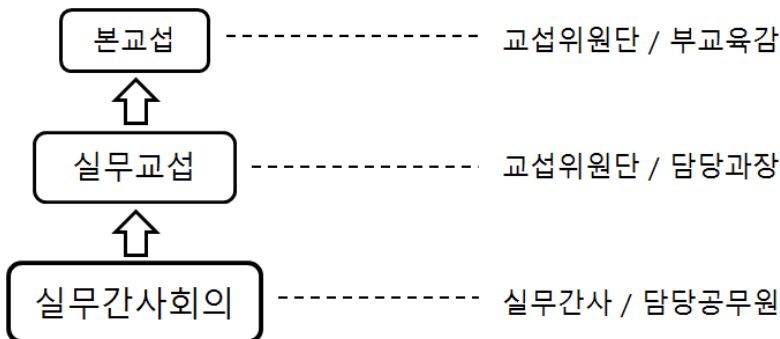 본교섭 교섭위원단 / 부교육감
실무교섭 교섭위원단 / 담당과장
실무간사회의 실무간사 / 담당공무원